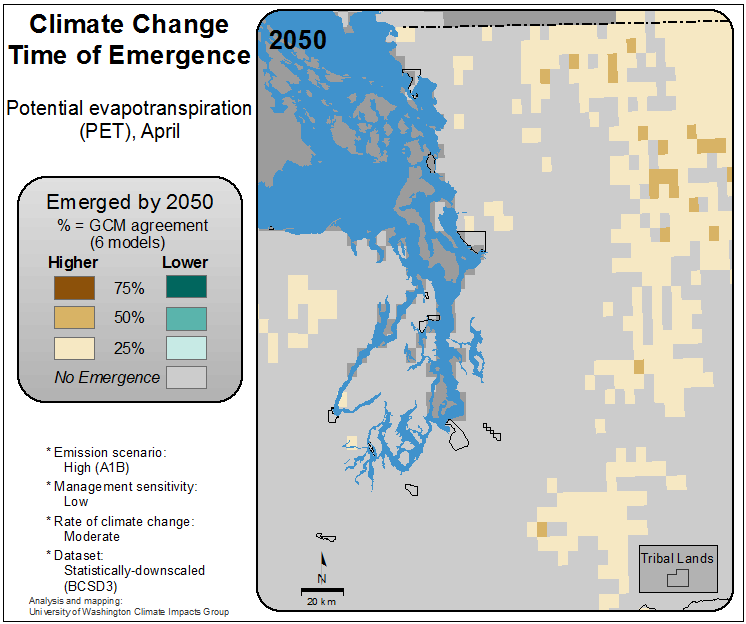 Climate Change
Time of Emergence
Potential evapotranspiration
(PET), April
Emerged by 2050
% = GCM agreement
(6 models)
Higher Lower
75%
50%
25%
No Emergence
* Emission scenario:
High (A1B)
* Management sensitivity:
Low
* Rate of climate change:
Moderate
* Dataset:
Statistically-downscaled
(BCSD3)
Analysis and mapping:
University of Washington Climate Impacts Group
2050
N
20 km
Tribal Lands